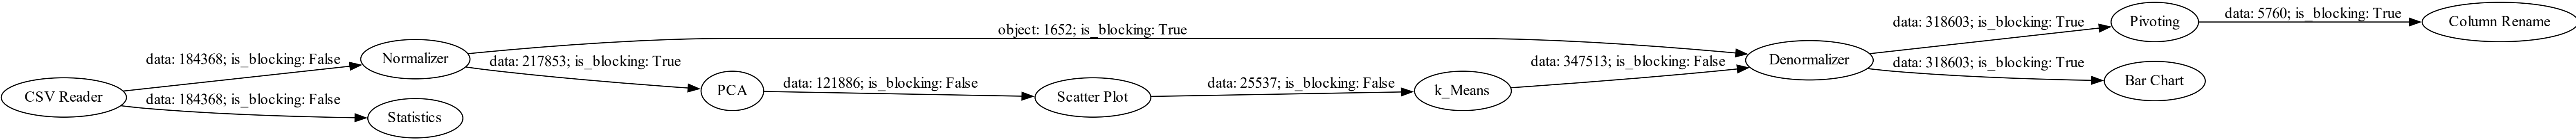 CSV Reader
data: 184368; is_blocking: False
data: 184368; is_blocking: False
Normalizer
Statistics
object: 1652; is_blocking: True
data: 217853; is_blocking: True
PCA
data: 121886; is_blocking: False
Scatter Plot
data: 25537; is_blocking: False
k_Means
data: 347513; is_blocking: False
Denormalizer
data: 318603; is_blocking: True
data: 318603; is_blocking: True
Pivoting
Bar Chart
data: 5760; is_blocking: True
Column Rename